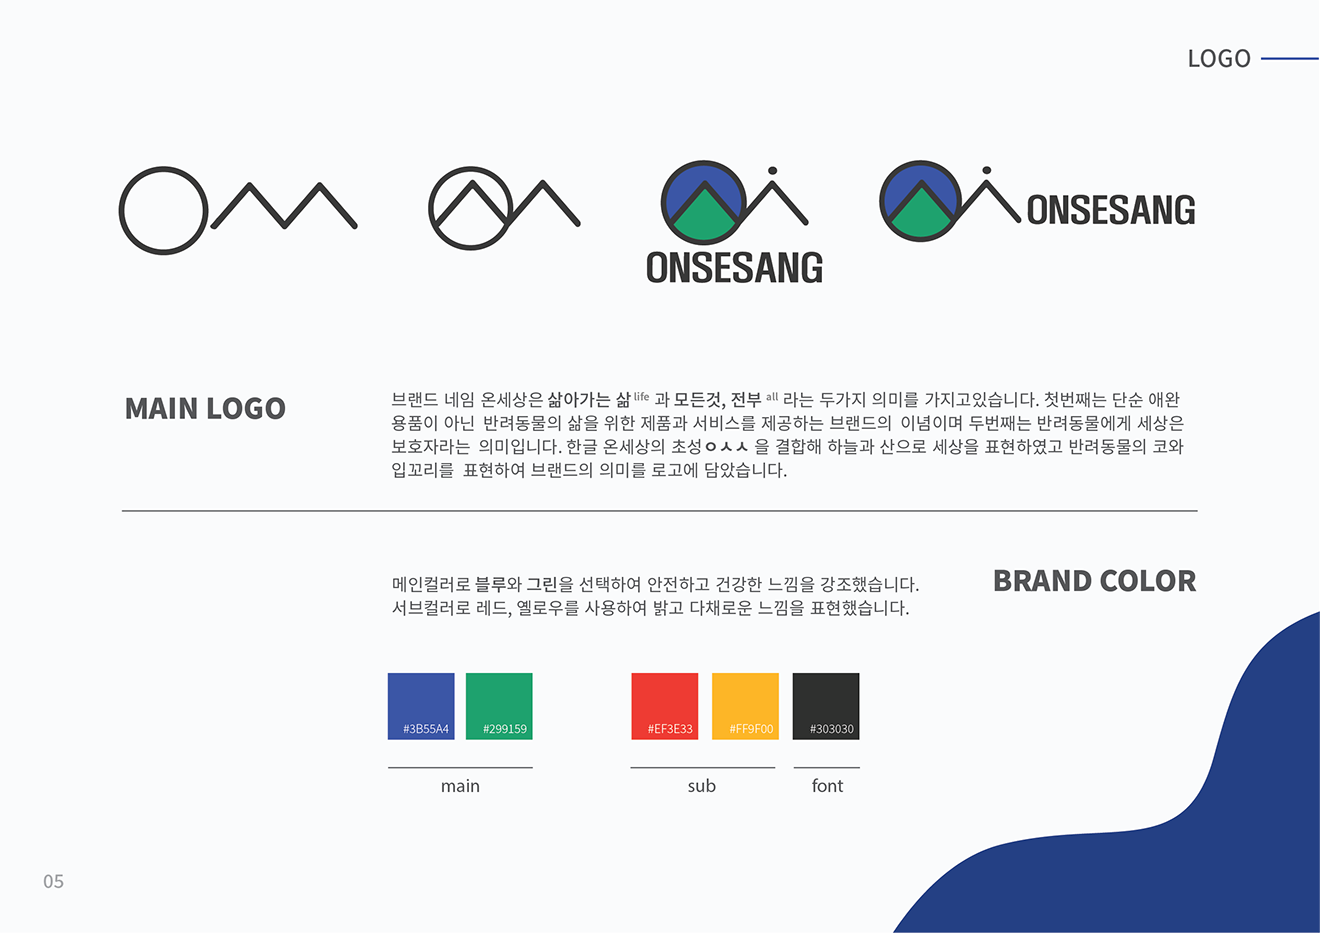 LOGO
ONSESANG
ONSESANG
MAIN LOGO
브랜드 네임 온세상은 삶아가는 삶 life 과 모든것, 전부 all 라는 두가지 의미를 가지고있습니다. 첫번째는 단순 애완
용품이 아닌 반려동물의 삶을 위한 제품과 서비스를 제공하는 브랜드의 이념이며 두번째는 반려동물에게 세상은
보호자라는 의미입니다. 한글 온세상의 초성ㅇㅅㅅ 을 결합해 하늘과 산으로 세상을 표현하였고 반려동물의 코와
입꼬리를 표현하여 브랜드의 의미를 로고에 담았습니다.
BRAND COLOR
메인컬러로 블루와 그린을 선택하여 안전하고 건강한 느낌을 강조했습니다.
서브컬러로 레드, 옐로우를 사용하여 밝고 다채로운 느낌을 표현했습니다.
#3B55A4
#299159
#EF3E33
#FF9F00
#303030
main
sub
font
05